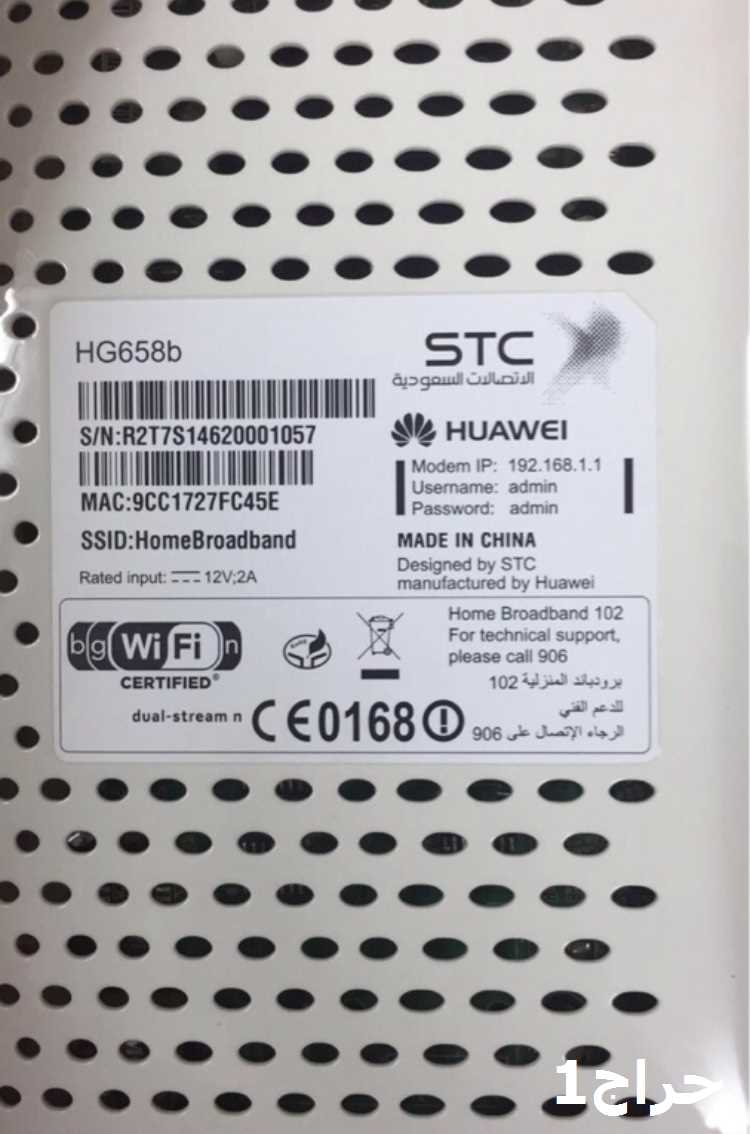 HG658b
STC
الاتصالات السعودية
S/N:R2T7S14620001057
HUAWEI
MAC:9CC1727FC45E
Modem IP: 192.168.1.1
Username: admin
Password: admin
SSID:HomeBroadband
MADE IN CHINA
Rated input: 12V;2A
Designed by STC
manufactured by Huawei
bg WiFi n
CERTIFIED®
dual-stream n
CE0168
Home Broadband 102
For technical support,
please call 906
برودباند المنزلية 102
للدعم الفني
الرجاء الإتصال على 906
حراج1